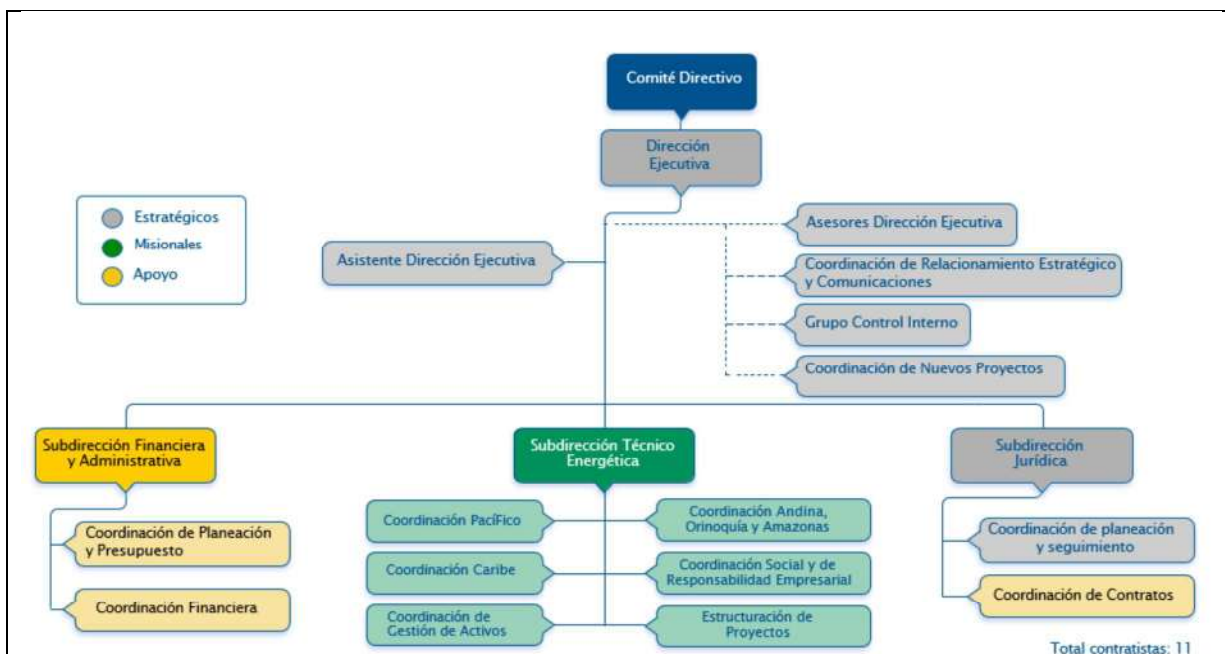 Comité Directivo
Dirección
Ejecutiva
Estratégicos
Misionales
Apoyo
Asistente Dirección Ejecutiva
Asesores Dirección Ejecutiva
Coordinación de Relacionamiento Estratégico
y Comunicaciones
Grupo Control Interno
Coordinación de Nuevos Proyectos
Subdirección Financiera
y Administrativa
Subdirección Técnico
Energética
Subdirección
Jurídica
Coordinación de Planeación
y Presupuesto
Coordinación Financiera
Coordinación PacíFico
Coordinación Andina,
Orinoquía y Amazonas
Coordinación Caribe
Coordinación Social y de
Responsabilidad Empresarial
Coordinación de
Gestión de Activos
Estructuración de
Proyectos
Coordinación de planeación
y seguimiento
Coordinación de Contratos
Total contratistas: 11